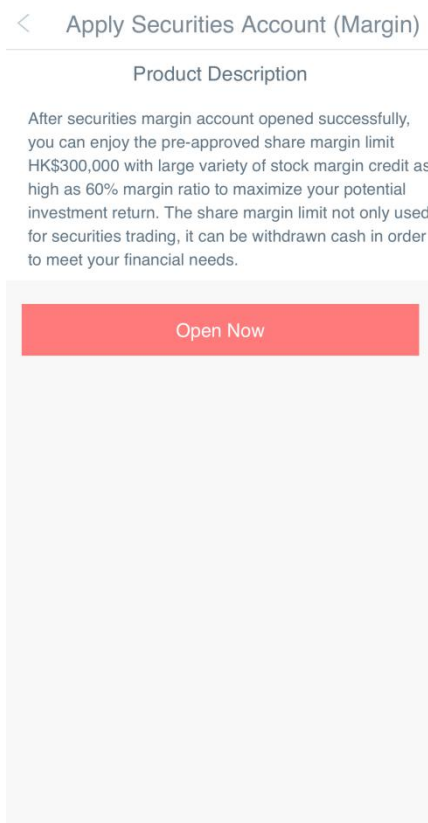 Apply Securities Account (Margin)
Product Description
After securities margin account opened successfully,
you can enjoy the pre-approved share margin limit
HK$300,000 with large variety of stock margin credit as
high as 60% margin ratio to maximize your potential
investment return. The share margin limit not only used
for securities trading, it can be withdrawn cash in order
to meet your financial needs.
Open Now